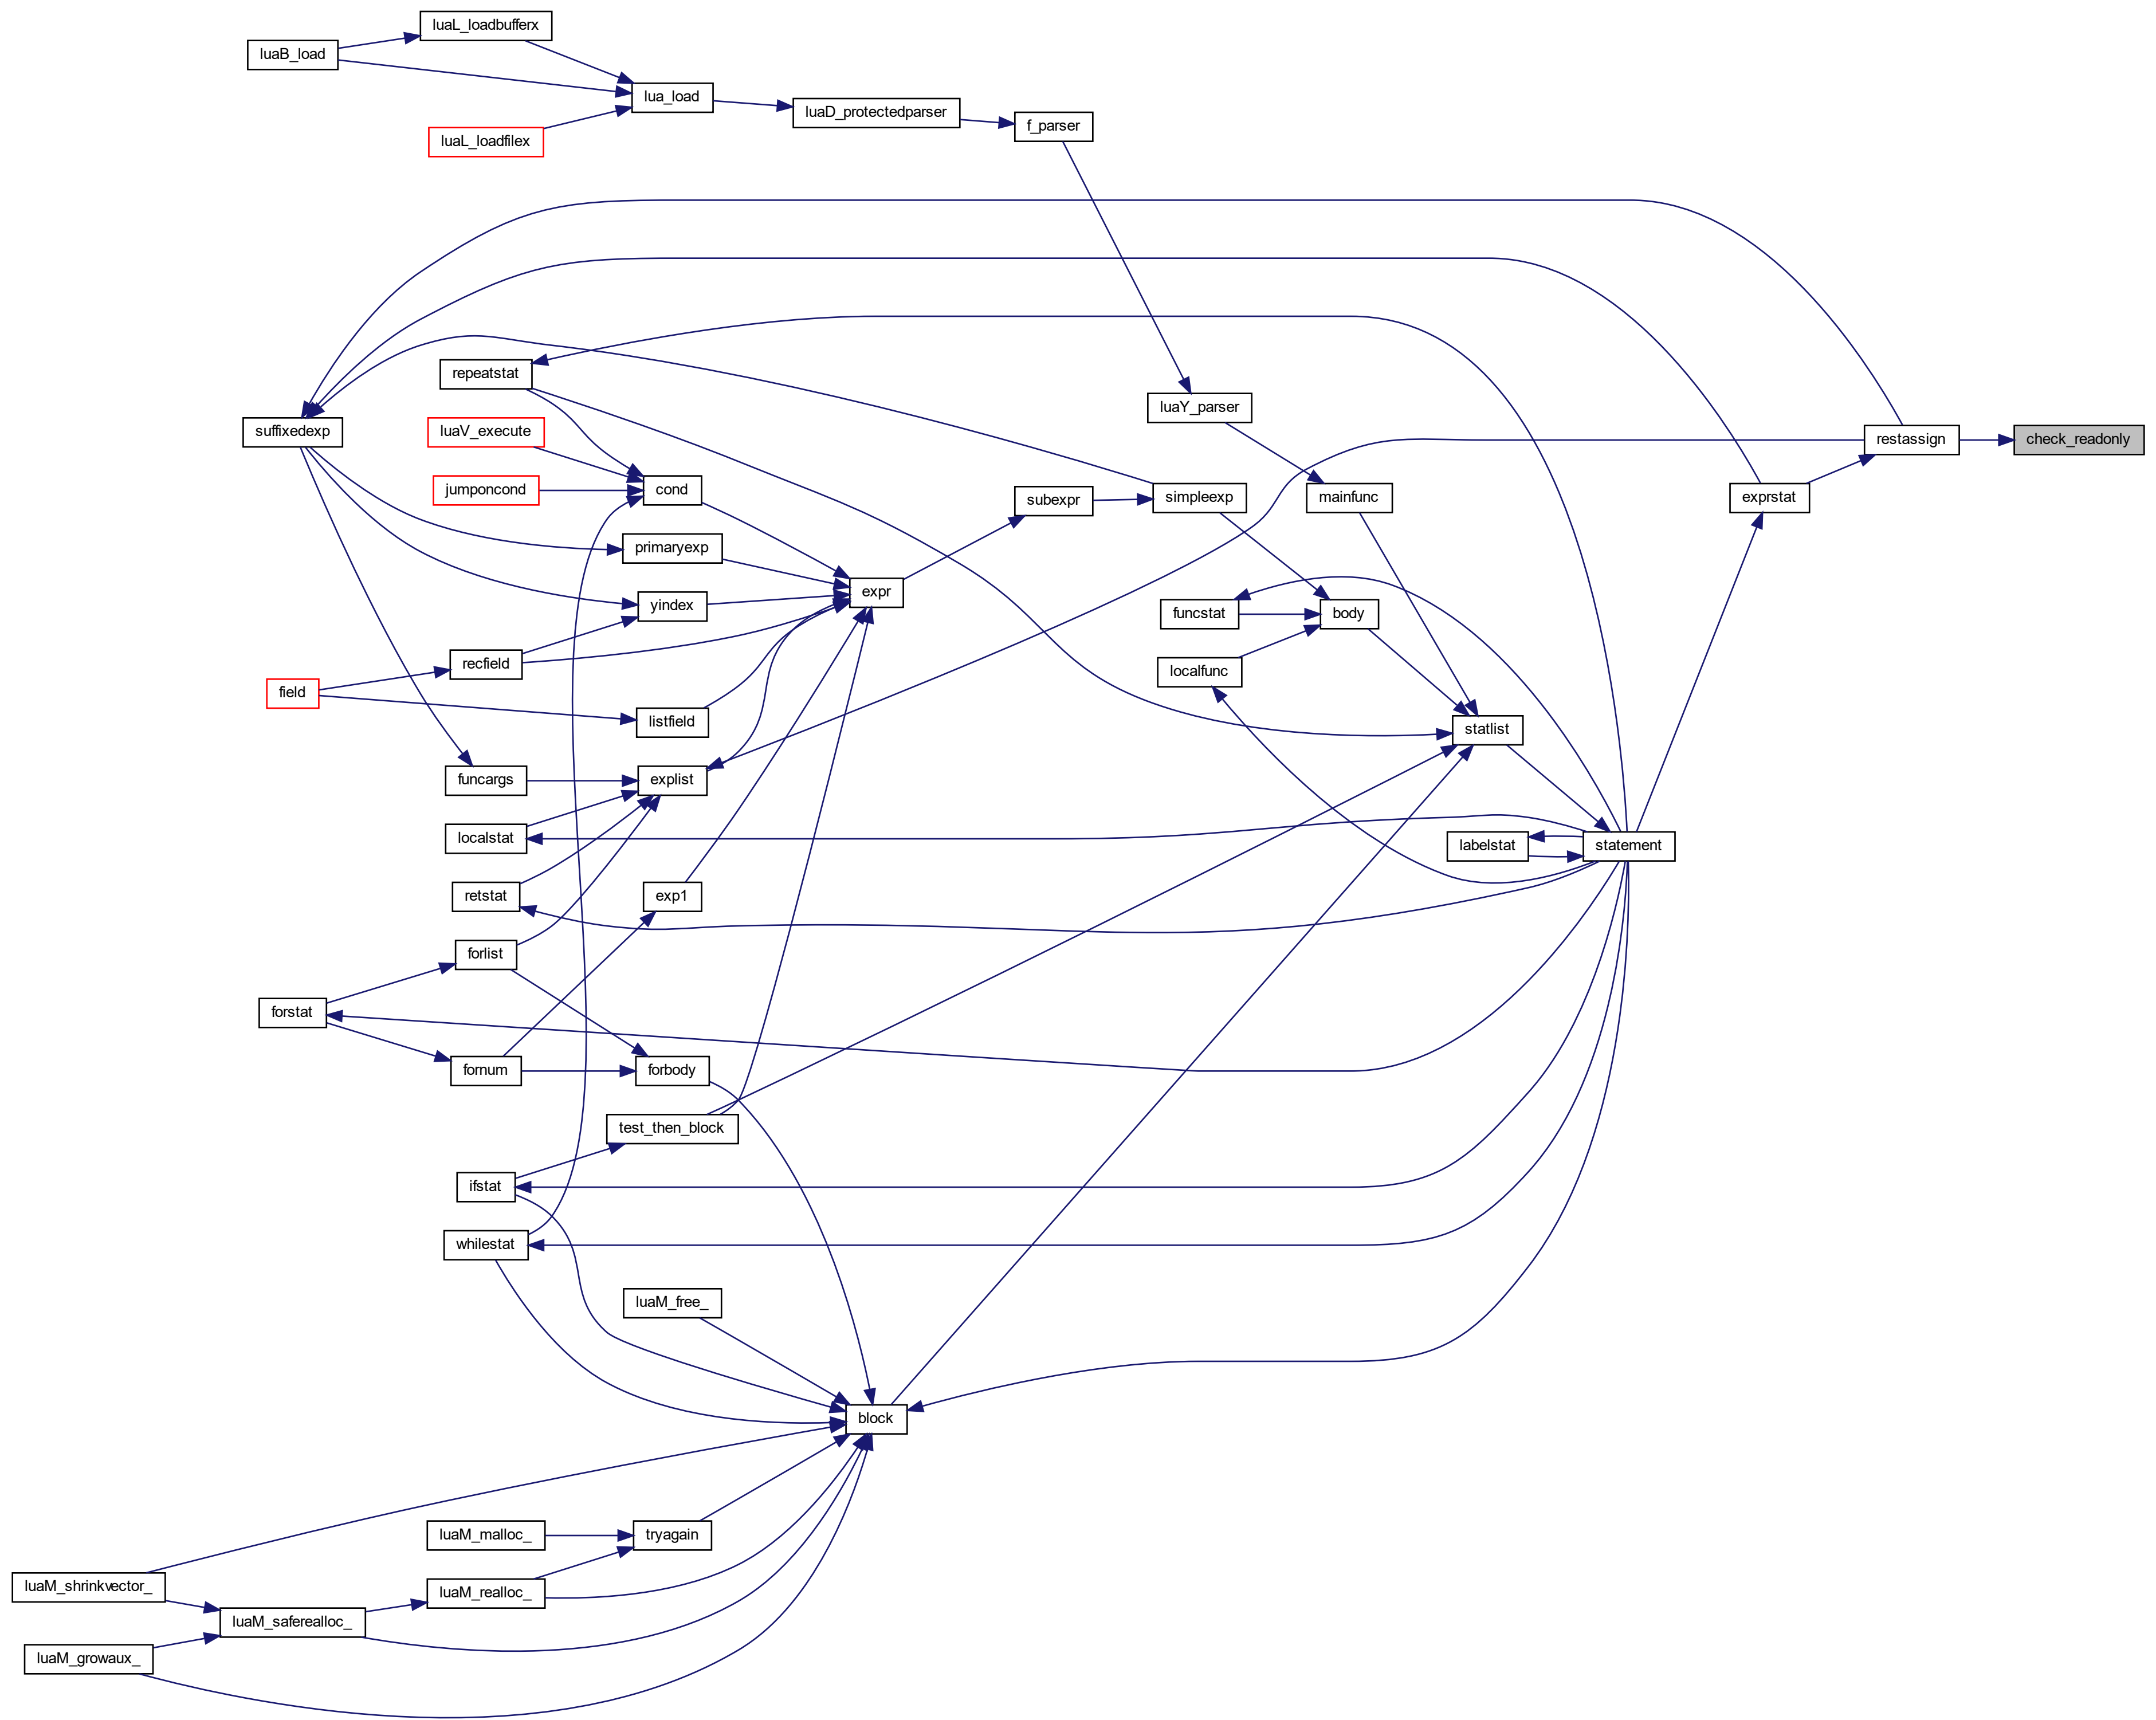 luaL_loadbufferx
luaB_load
lua_load
luaD_protectedparser
f_parser
luaL_loadfilex
repeatstat
luaY_parser
suffixedexp
luaV_execute
restassign
check_readonly
jumponcond
cond
subexpr
simpleexp
mainfunc
exprstat
primaryexp
expr
yindex
funcstat
body
recfield
localfunc
field
listfield
statlist
funcargs
explist
localstat
labelstat
statement
retstat
exp1
forlist
forstat
fornum
forbody
test_then_block
ifstat
whilestat
luaM_free_
block
luaM_malloc_
tryagain
luaM_shrinkvector_
luaM_realloc_
luaM_saferealloc_
luaM_growaux_